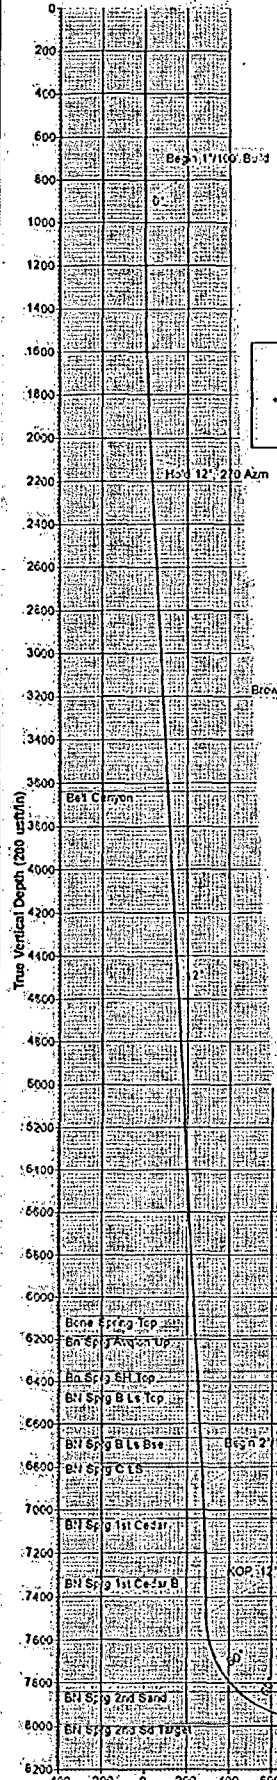 0
200
400
600
Begin 1°/100' Build
800
0°
1000
1200
1400
1600
1800
2000
Hold 12°, 270 Azm
2200
2400
2600
2800
3000
3200
3400
3600
Bell Canyon
3800
True Vertical Depth (200 usft/in)
4000
4200
4400
4600
4800
5000
5200
5400
5600
5800
6000
Bone Spring Top
6200
Bn Spg Avalon Up
Bn Spg SH Top
6400
BN Spg B Ls Top
6600
BN Spg B Ls Bse
Begin 2°
6800
BN Spg C LS
7000
BN Spg 1st Cedar
7200
BN Spg 1st Cedar B
KOP, 12°
7400
7600
60°
7800
BN Spg 2nd Sand
8000
BN Spg 2nd Sd Target
8200